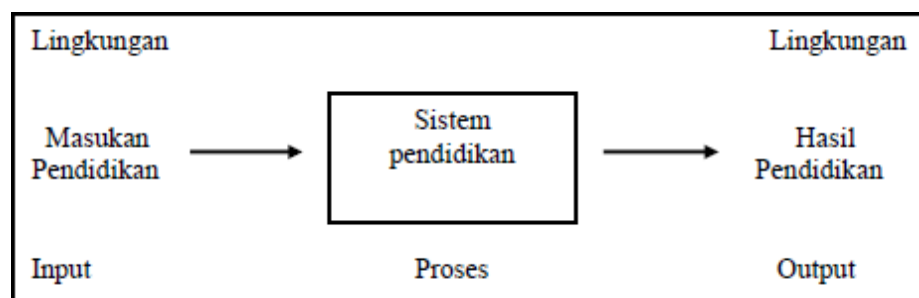 Lingkungan
Lingkungan
Masukan
Pendidikan
Sistem
pendidikan
Hasil
Pendidikan
Input
Proses
Output